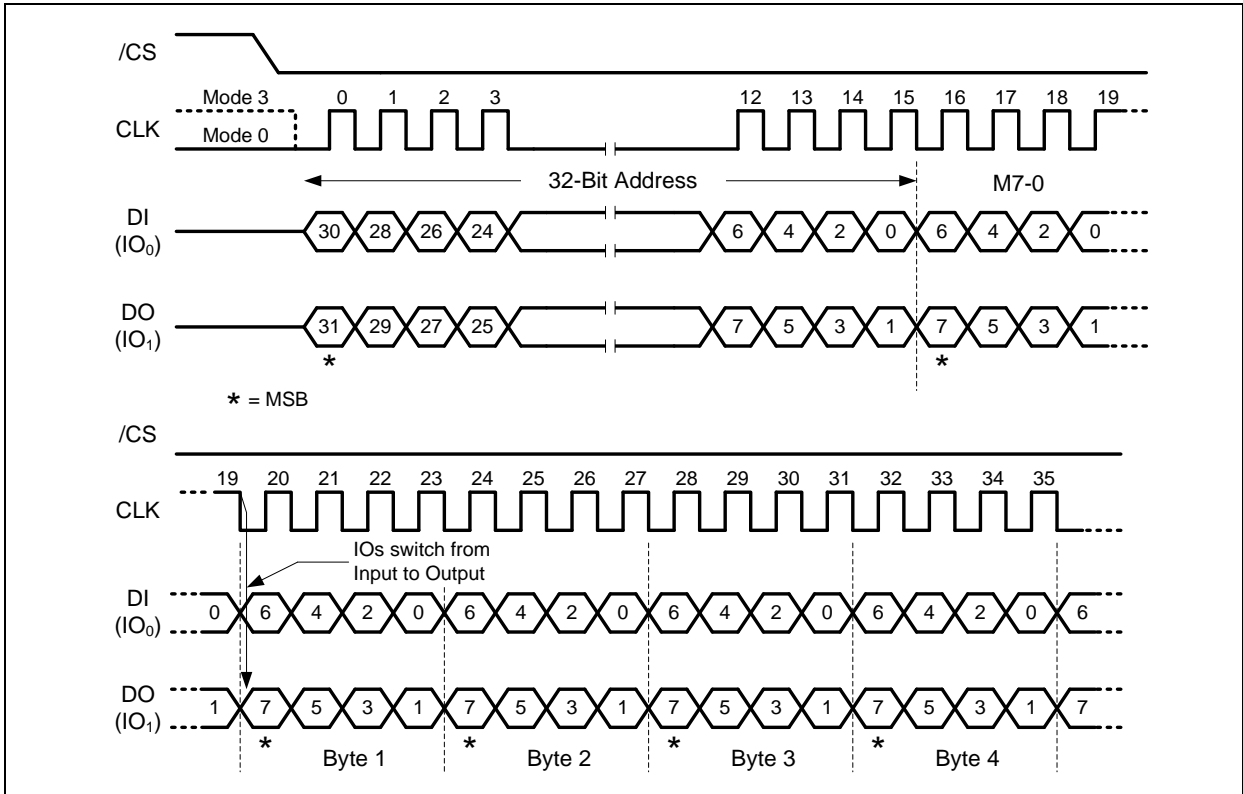 /CS
Mode 3 0 1 2 3 12 13 14 15 16 17 18 19
CLK
Mode 0
32-Bit Address M7-0
DI
(IO₀)
30 28 26 24 6 4 2 0 6 4 2 0
DO
(IO₁)
31 29 27 25 7 5 3 1 7 5 3 1
* *
* = MSB
/CS
19 20 21 22 23 24 25 26 27 28 29 30 31 32 33 34 35
CLK
IOs switch from
Input to Output
DI
(IO₀)
0 6 4 2 0 6 4 2 0 6 4 2 0 6 4 2 0 6
DO
(IO₁)
1 7 5 3 1 7 5 3 1 7 5 3 1 7 5 3 1 7
* * * *
Byte 1 Byte 2 Byte 3 Byte 4